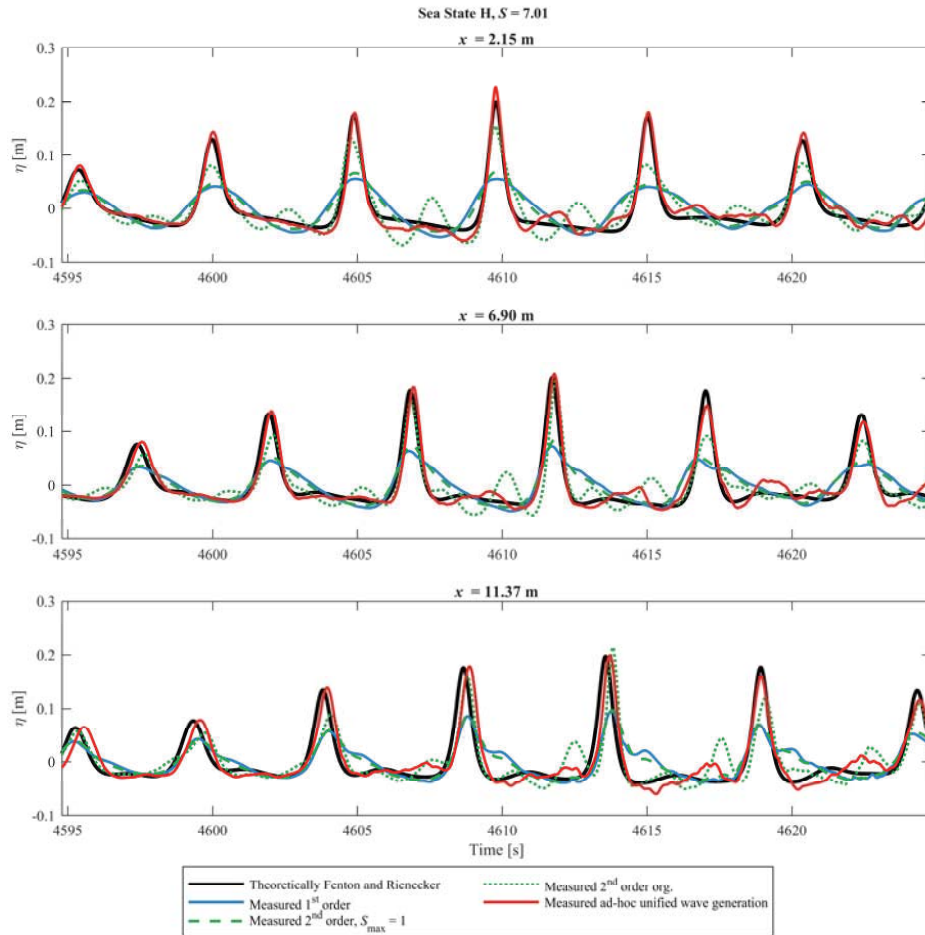 Sea State H, S = 7.01
x = 2.15 m
0.3
0.2
0.1
0
-0.1
η [m]
4595 4600 4605 4610 4615 4620
x = 6.90 m
0.3
0.2
0.1
0
-0.1
η [m]
4595 4600 4605 4610 4615 4620
x = 11.37 m
0.3
0.2
0.1
0
-0.1
η [m]
4595 4600 4605 4610 4615 4620
Time [s]
Theoretically Fenton and Rienecker
Measured 1st order
Measured 2nd order, Smax = 1
Measured 2nd order org.
Measured ad-hoc unified wave generation